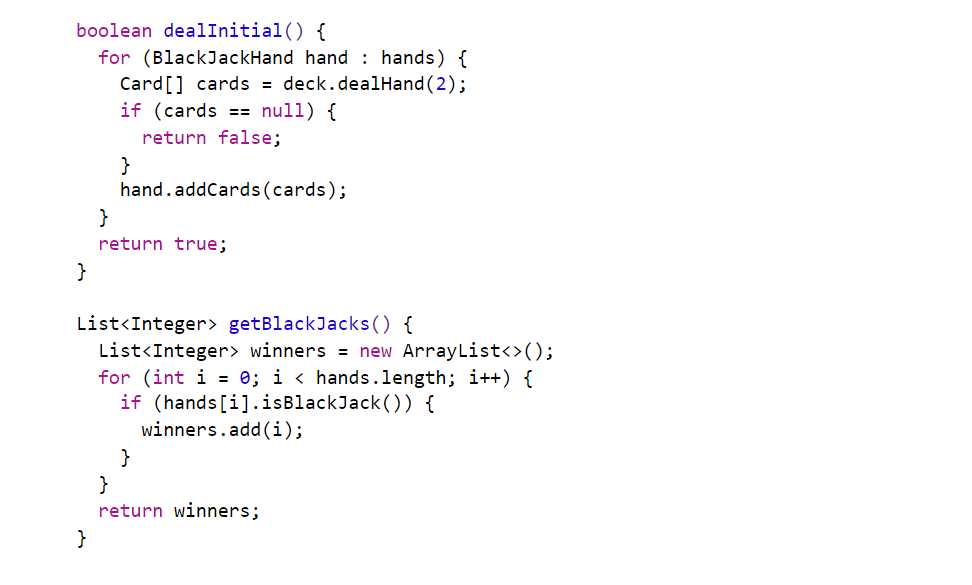 boolean dealInitial() {
  for (BlackJackHand hand : hands) {
    Card[] cards = deck.dealHand(2);
    if (cards == null) {
      return false;
    }
    hand.addCards(cards);
  }
  return true;
}

List<Integer> getBlackJacks() {
  List<Integer> winners = new ArrayList<>();
  for (int i = 0; i < hands.length; i++) {
    if (hands[i].isBlackJack()) {
      winners.add(i);
    }
  }
  return winners;
}